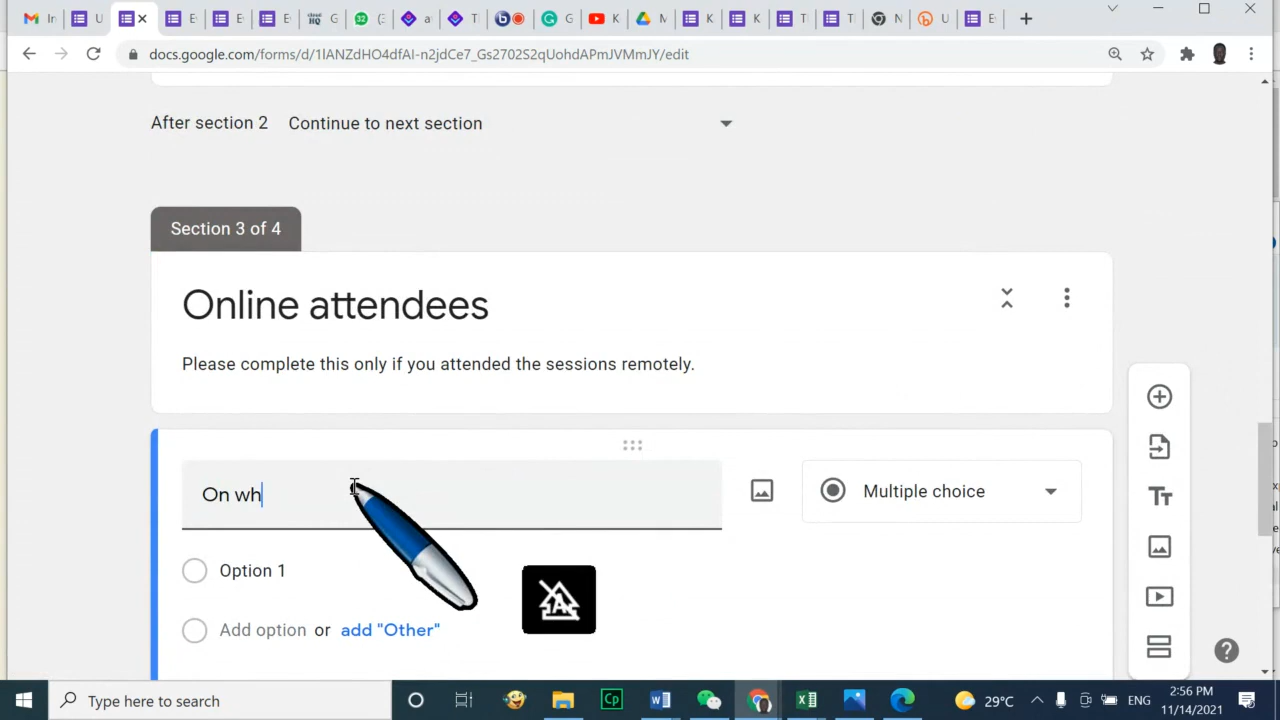 In
U
E
E
E
G
(3
a
T
G
K
M
K
K
T
T
N
U
E
docs.google.com/forms/d/1lANZdHO4dfAI-n2jdCe7_Gs2702S2qUohdAPmJVMmJY/edit
After section 2 Continue to next section
Section 3 of 4
Online attendees
Please complete this only if you attended the sessions remotely.
On wh
Multiple choice
Option 1
Add option or add "Other"
Type here to search
29°C
ENG
2:56 PM
11/14/2021